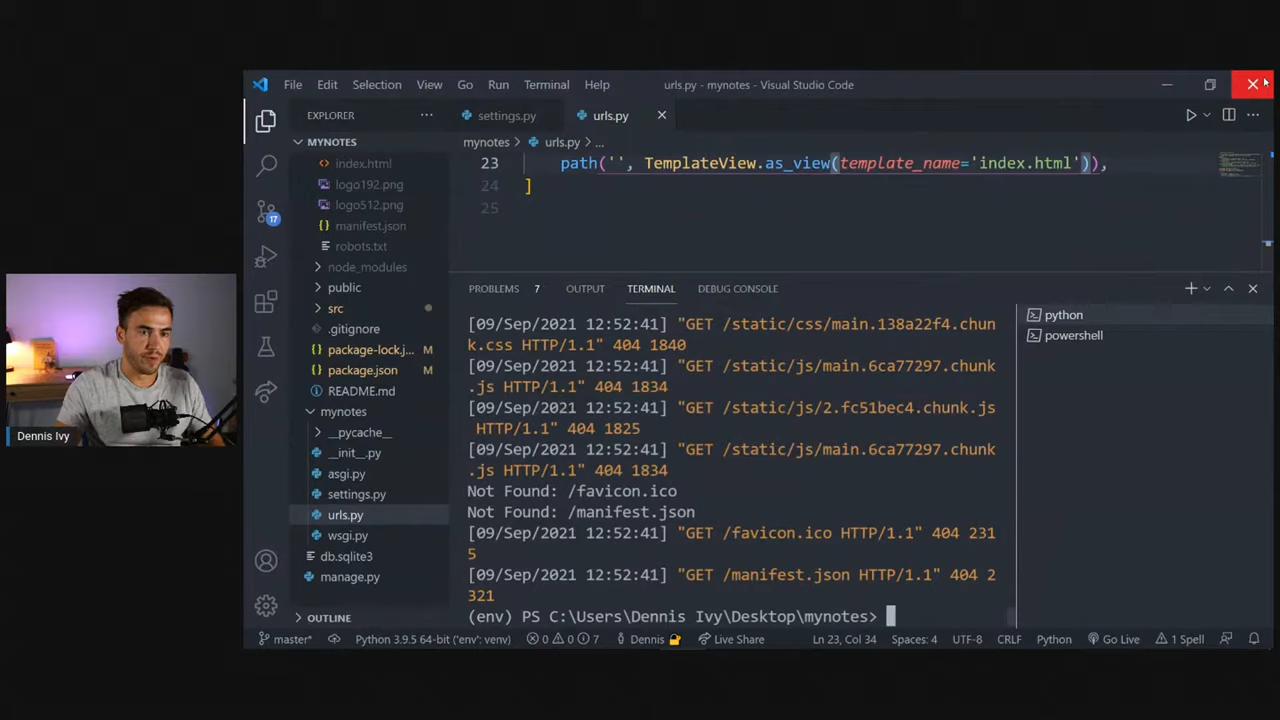 File Edit Selection View Go Run Terminal Help
urls.py - mynotes - Visual Studio Code
EXPLORER
settings.py
urls.py
MYNOTES
mynotes > urls.py > ...
index.html
logo192.png
logo512.png
manifest.json
robots.txt
node_modules
public
src
.gitignore
package-lock.j... M
package.json M
README.md
mynotes
__pycache__
__init__.py
asgi.py
settings.py
urls.py
wsgi.py
db.sqlite3
manage.py
OUTLINE
17
23 path('', TemplateView.as_view(template_name='index.html')),
24 ]
25
PROBLEMS 7 OUTPUT TERMINAL DEBUG CONSOLE
[09/Sep/2021 12:52:41] "GET /static/css/main.138a22f4.chun
k.css HTTP/1.1" 404 1840
[09/Sep/2021 12:52:41] "GET /static/js/main.6ca77297.chunk
.js HTTP/1.1" 404 1834
[09/Sep/2021 12:52:41] "GET /static/js/2.fc51bec4.chunk.js
HTTP/1.1" 404 1825
[09/Sep/2021 12:52:41] "GET /static/js/main.6ca77297.chunk
.js HTTP/1.1" 404 1834
Not Found: /favicon.ico
Not Found: /manifest.json
[09/Sep/2021 12:52:41] "GET /favicon.ico HTTP/1.1" 404 231
5
[09/Sep/2021 12:52:41] "GET /manifest.json HTTP/1.1" 404 2
321
(env) PS C:\Users\Dennis Ivy\Desktop\mynotes>
python
powershell
Dennis Ivy
master* Python 3.9.5 64-bit ('env': venv) 0 0 7 Dennis Live Share Ln 23, Col 34 Spaces: 4 UTF-8 CRLF Python Go Live 1 Spell